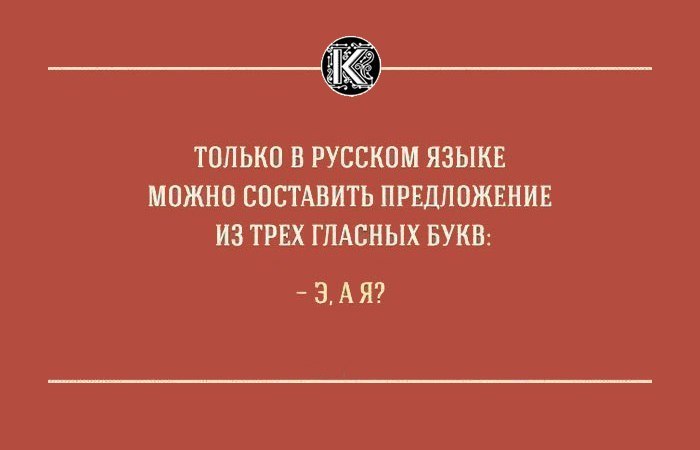 К
ТОЛЬКО В РУССКОМ ЯЗЫКЕ
МОЖНО СОСТАВИТЬ ПРЕДЛОЖЕНИЕ
ИЗ ТРЕХ ГЛАСНЫХ БУКВ:
– Э, А Я?